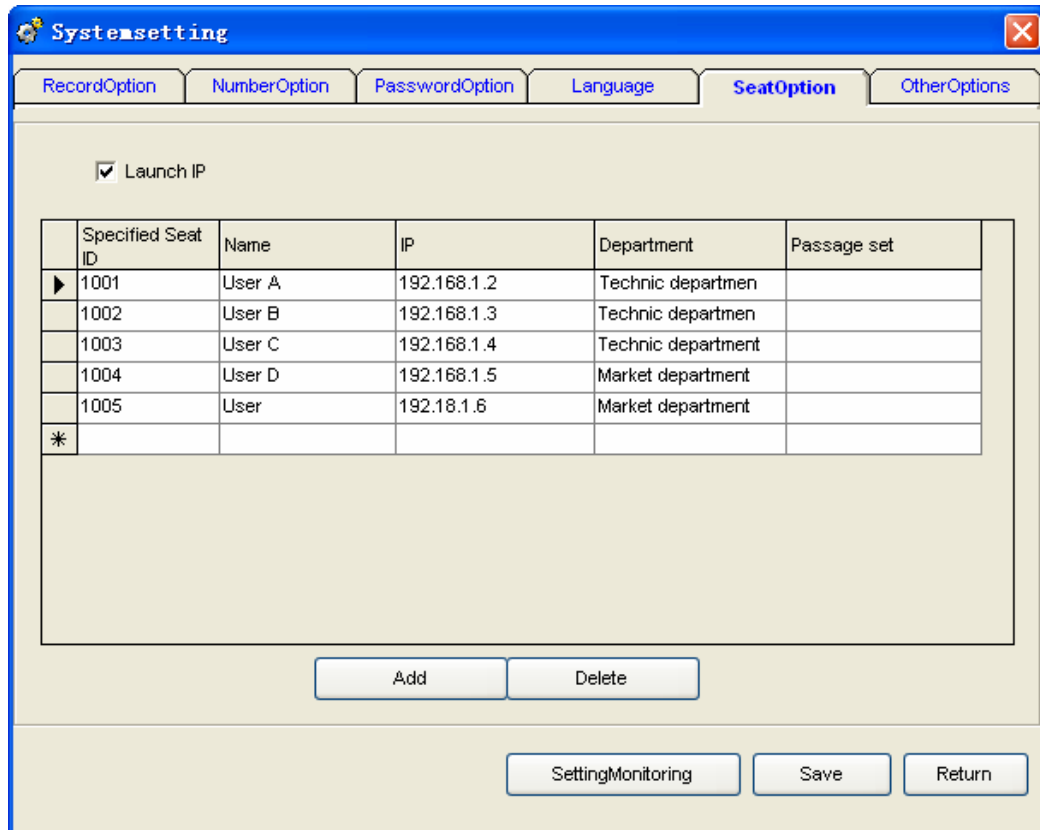 Systemsetting
RecordOption NumberOption PasswordOption Language SeatOption OtherOptions
Launch IP
Specified Seat ID Name IP Department Passage set
1001 User A 192.168.1.2 Technic departmen
1002 User B 192.168.1.3 Technic departmen
1003 User C 192.168.1.4 Technic department
1004 User D 192.168.1.5 Market department
1005 User 192.18.1.6 Market department
Add Delete
SettingMonitoring Save Return